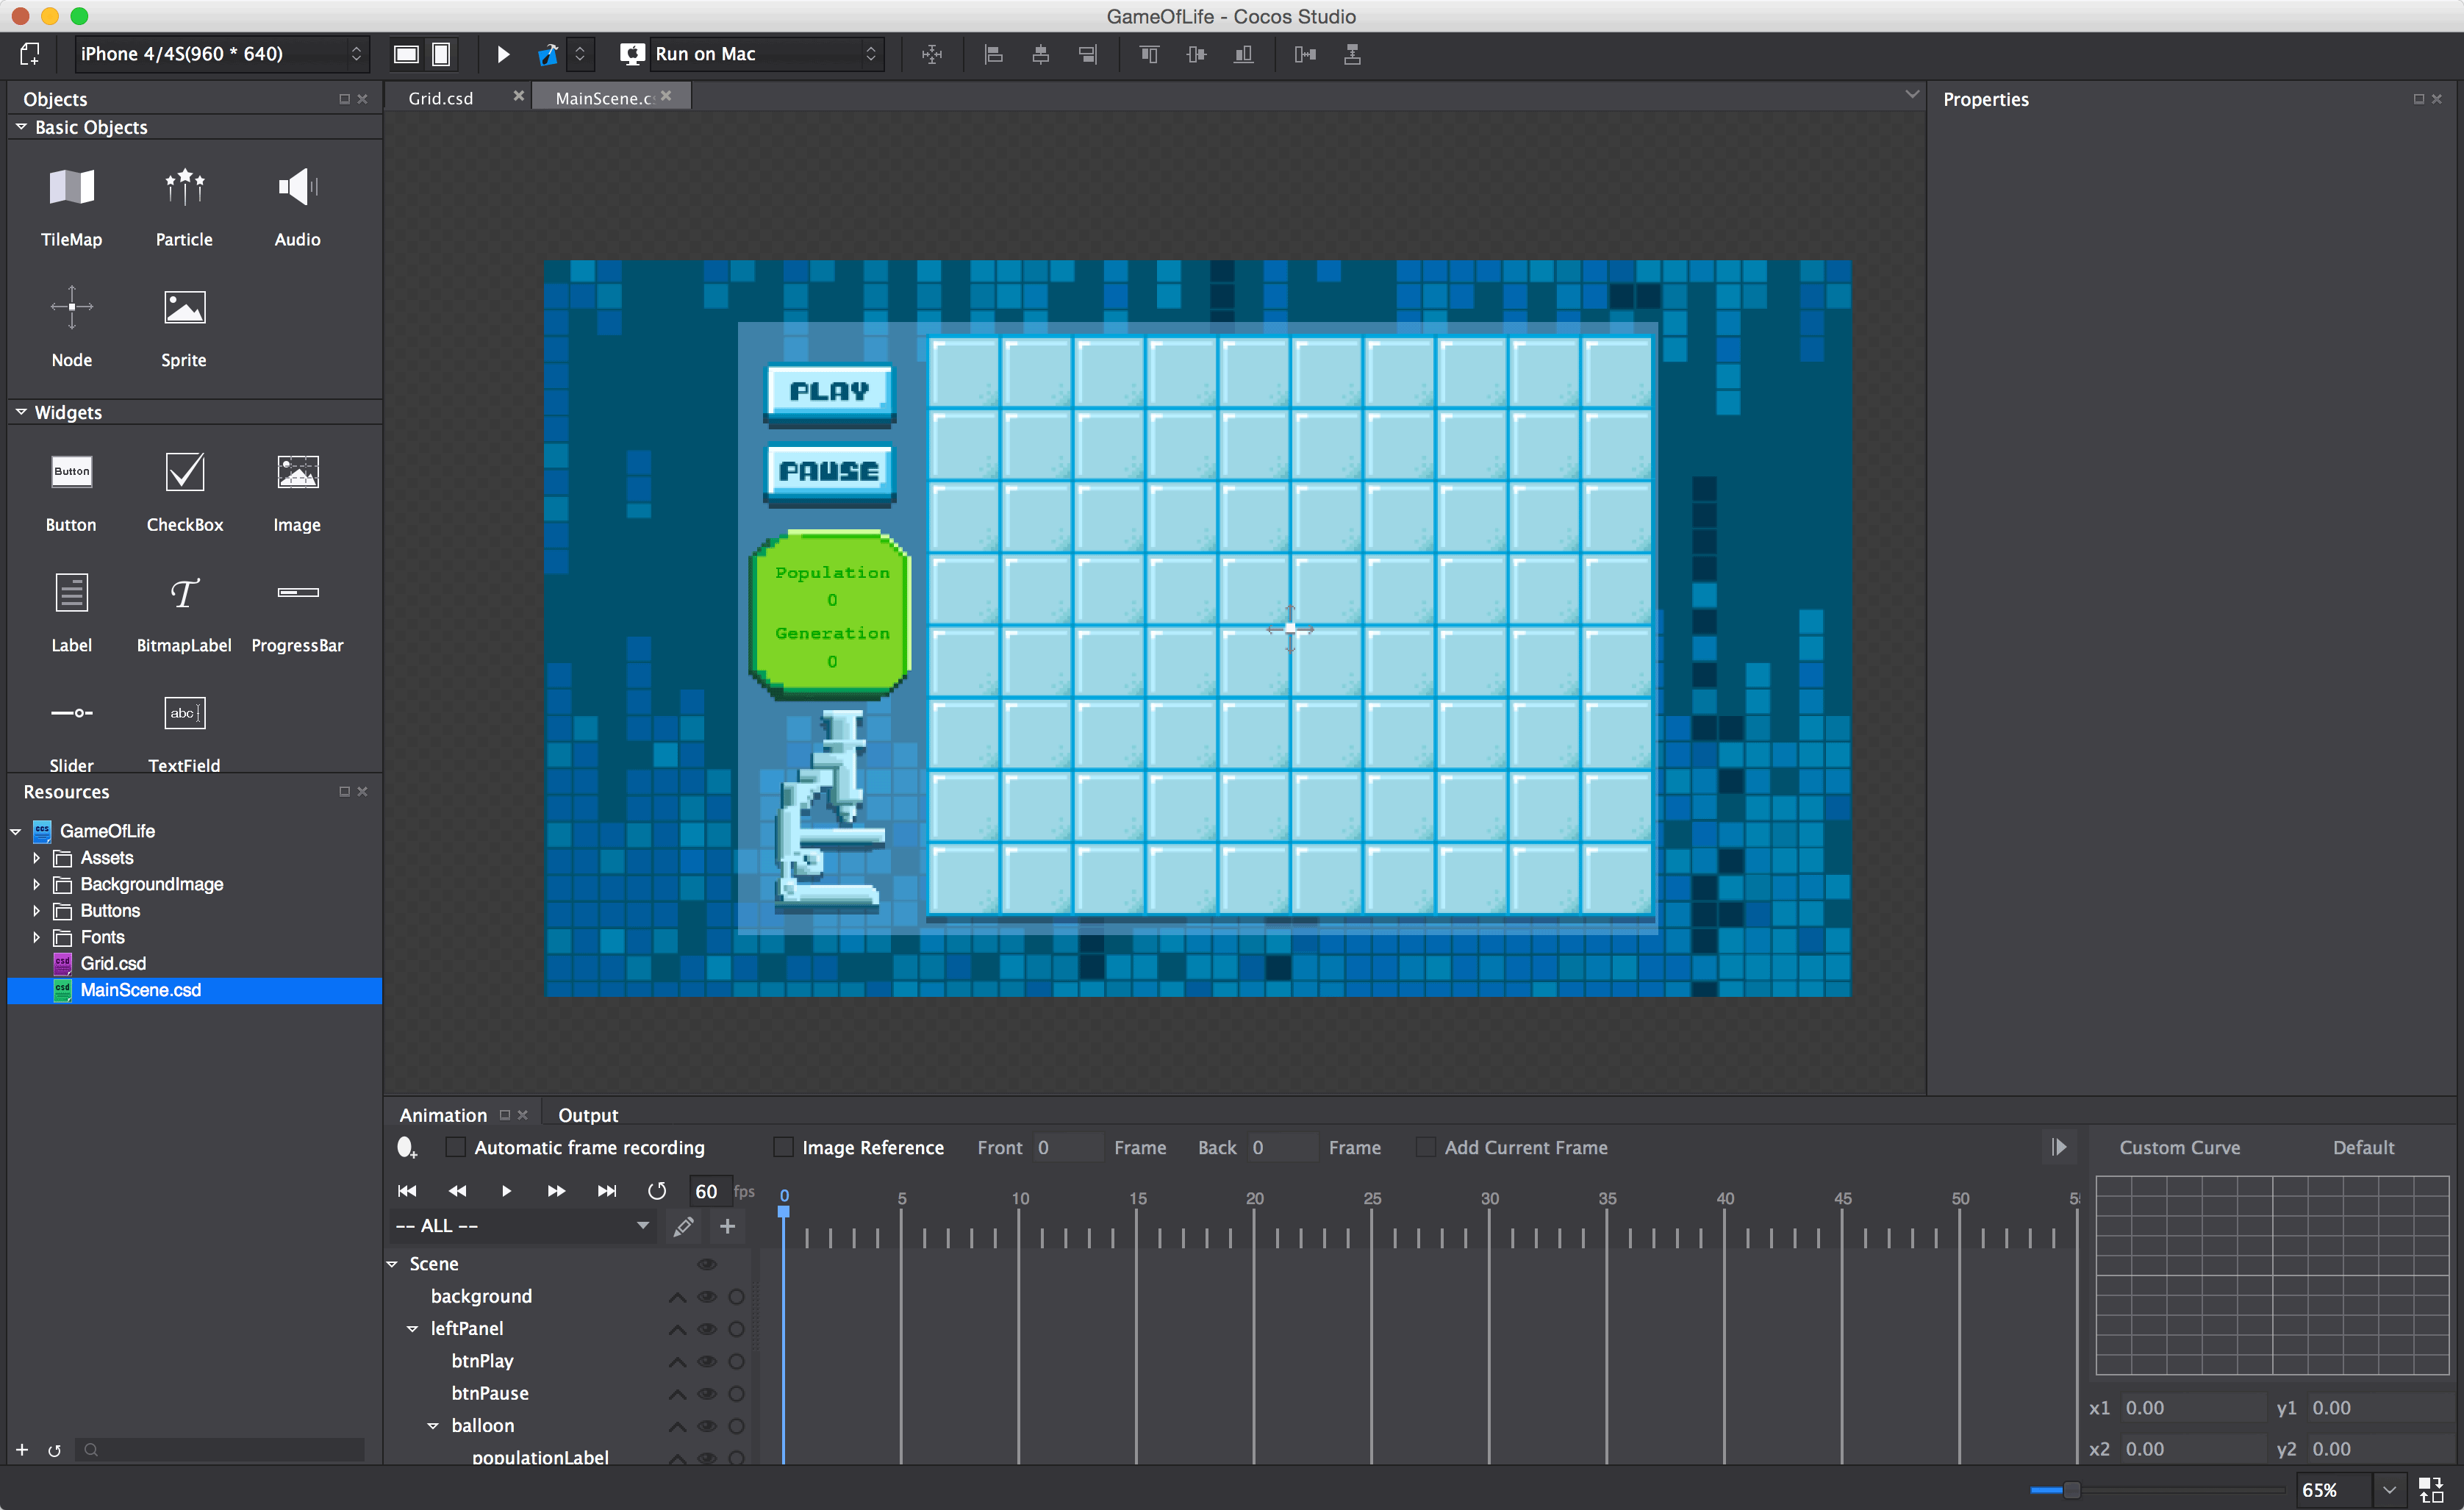 GameOfLife - Cocos Studio
iPhone 4/4S(960 * 640)
Run on Mac
Objects
Basic Objects
TileMap
Particle
Audio
Node
Sprite
Widgets
Button
Button
CheckBox
Image
Label
BitmapLabel
ProgressBar
abc
Slider
TextField
Resources
ccs
GameOfLife
Assets
BackgroundImage
Buttons
Fonts
csd
Grid.csd
csd
MainScene.csd
Grid.csd
MainScene.c
PLAY
PAUSE
Population
0
Generation
0
Properties
Animation
Output
Automatic frame recording
Image Reference
Front 0 Frame
Back 0 Frame
Add Current Frame
Custom Curve
Default
60 fps
0 5 10 15 20 25 30 35 40 45 50 5
-- ALL --
Scene
background
leftPanel
btnPlay
btnPause
balloon
populationLabel
x1 0.00 y1 0.00
x2 0.00 y2 0.00
65%